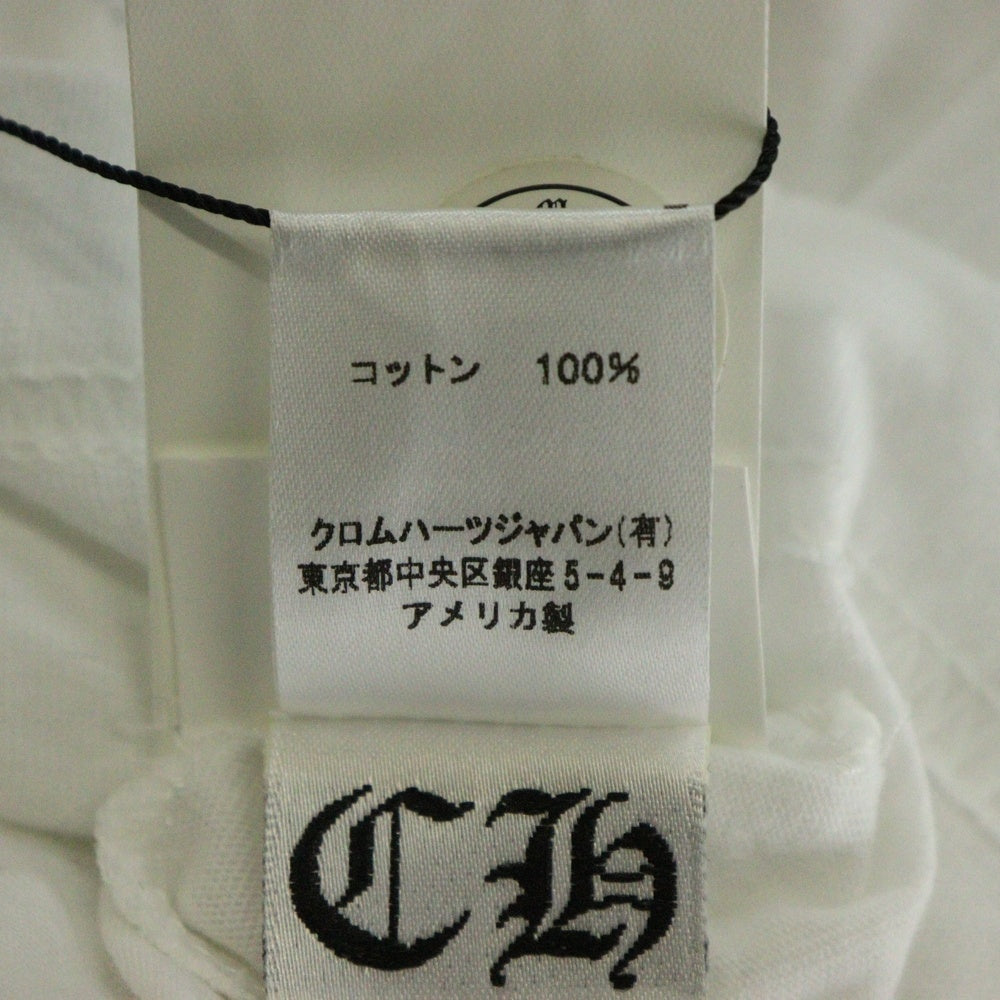 コットン　100%
クロムハーツジャパン(有)
東京都中央区銀座5-4-9
アメリカ製
CH